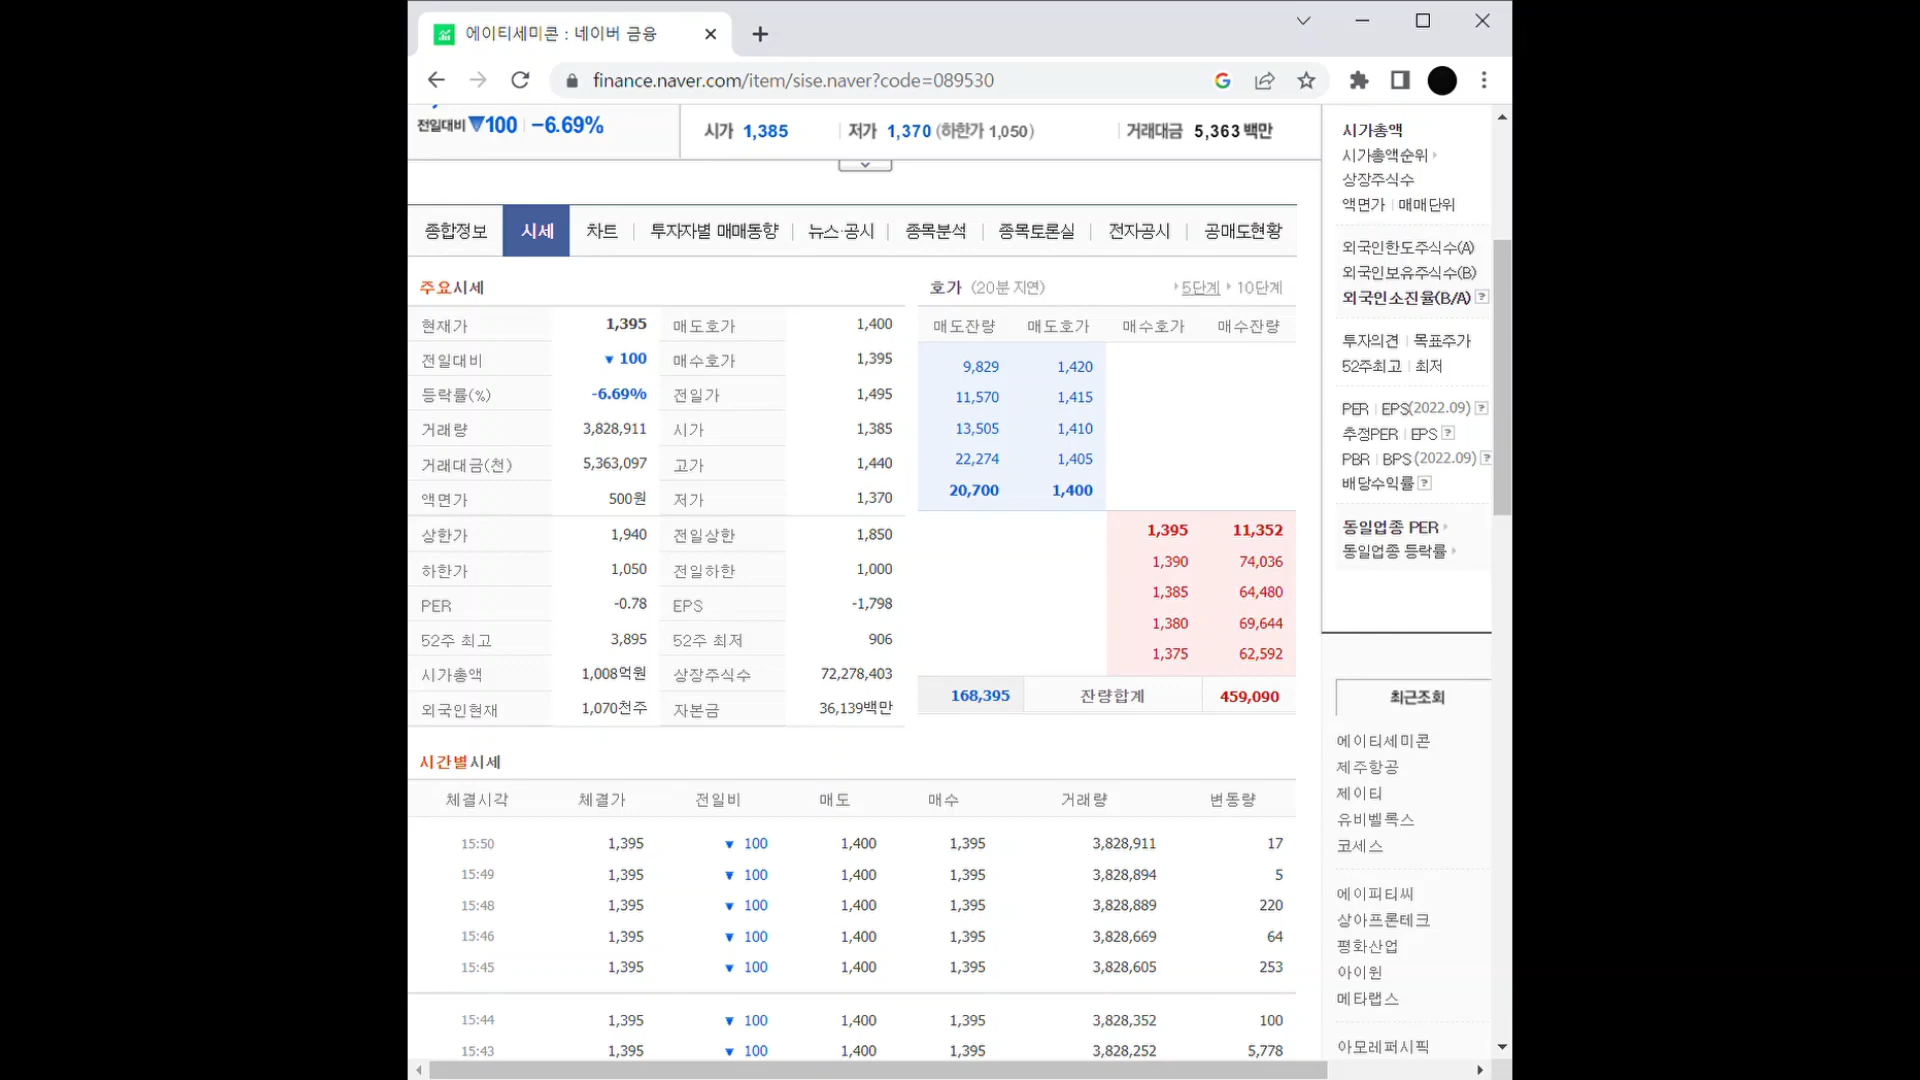 에이티세미콘 : 네이버 금융
finance.naver.com/item/sise.naver?code=089530
전일대비 ▼100 -6.69%
시가 1,385 저가 1,370 (하한가 1,050) 거래대금 5,363 백만
종합정보 시세 차트 투자자별 매매동향 뉴스·공시 종목분석 종목토론실 전자공시 공매도현황
주요시세
현재가 1,395 매도호가 1,400
전일대비 ▼ 100 매수호가 1,395
등락률(%) -6.69% 전일가 1,495
거래량 3,828,911 시가 1,385
거래대금(천) 5,363,097 고가 1,440
액면가 500원 저가 1,370
상한가 1,940 전일상한 1,850
하한가 1,050 전일하한 1,000
PER -0.78 EPS -1,798
52주 최고 3,895 52주 최저 906
시가총액 1,008억원 상장주식수 72,278,403
외국인현재 1,070천주 자본금 36,139백만
호가 (20분 지연) 5단계 10단계
매도잔량 매도호가 매수호가 매수잔량
9,829 1,420
11,570 1,415
13,505 1,410
22,274 1,405
20,700 1,400
1,395 11,352
1,390 74,036
1,385 64,480
1,380 69,644
1,375 62,592
168,395 잔량합계 459,090
시간별시세
체결시각 체결가 전일비 매도 매수 거래량 변동량
15:50 1,395 ▼ 100 1,400 1,395 3,828,911 17
15:49 1,395 ▼ 100 1,400 1,395 3,828,894 5
15:48 1,395 ▼ 100 1,400 1,395 3,828,889 220
15:46 1,395 ▼ 100 1,400 1,395 3,828,669 64
15:45 1,395 ▼ 100 1,400 1,395 3,828,605 253
15:44 1,395 ▼ 100 1,400 1,395 3,828,352 100
15:43 1,395 ▼ 100 1,400 1,395 3,828,252 5,778
시가총액
시가총액순위
상장주식수
액면가 | 매매단위
외국인한도주식수(A)
외국인보유주식수(B)
외국인소진율(B/A) ?
투자의견 | 목표주가
52주최고 | 최저
PER | EPS(2022.09) ?
추정PER | EPS ?
PBR | BPS (2022.09) ?
배당수익률 ?
동일업종 PER
동일업종 등락률
최근조회
에이티세미콘
제주항공
제이티
유비벨록스
코세스
에이피티씨
상아프론테크
평화산업
아이윈
메타랩스
아모레퍼시픽